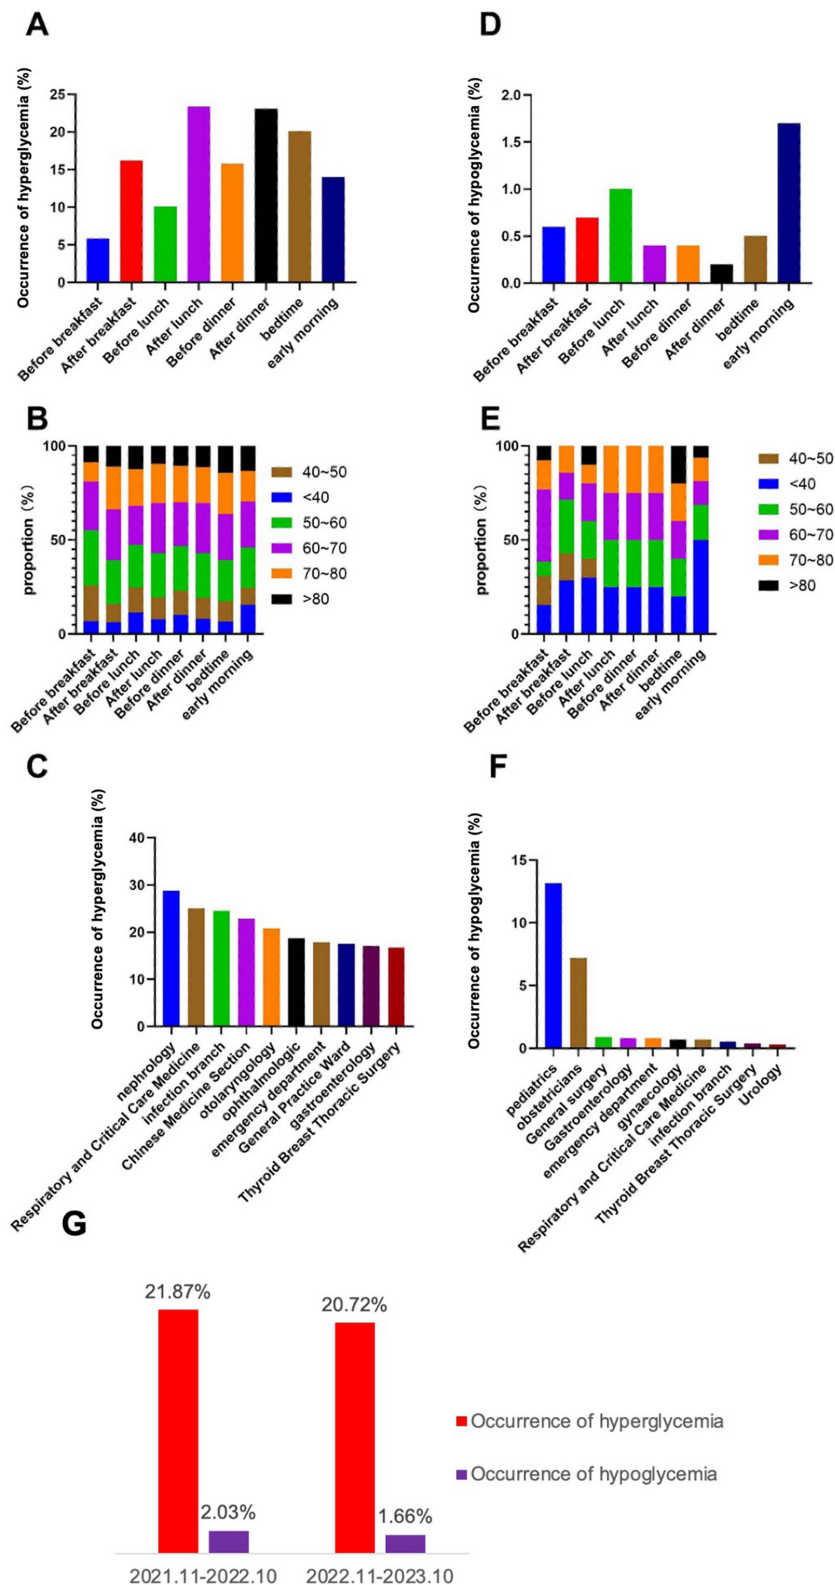 A
Occurrence of hyperglycemia (%)
25
20
15
10
5
0
Before breakfast
After breakfast
Before lunch
After lunch
Before dinner
After dinner
bedtime
early morning
D
Occurrence of hypoglycemia (%)
2.0
1.5
1.0
0.5
0.0
Before breakfast
After breakfast
Before lunch
After lunch
Before dinner
After dinner
bedtime
early morning
B
proportion (%)
100
50
0
Before breakfast
After breakfast
Before lunch
After lunch
Before dinner
After dinner
bedtime
early morning
40~50
<40
50~60
60~70
70~80
>80
E
proportion (%)
100
50
0
Before breakfast
After breakfast
Before lunch
After lunch
Before dinner
After dinner
bedtime
early morning
40~50
<40
50~60
60~70
70~80
>80
C
Occurrence of hyperglycemia (%)
40
30
20
10
0
nephrology
Respiratory and Critical Care Medicine
infection branch
Chinese Medicine Section
otolaryngology
ophthalmologic
emergency department
General Practice Ward
gastroenterology
Thyroid Breast Thoracic Surgery
F
Occurrence of hypoglycemia (%)
15
10
5
0
pediatrics
obstetricians
General surgery
Gastroenterology
emergency department
gynaecology
Respiratory and Critical Care Medicine
infection branch
Thyroid Breast Thoracic Surgery
Urology
G
21.87%
20.72%
2.03%
1.66%
2021.11-2022.10
2022.11-2023.10
Occurrence of hyperglycemia
Occurrence of hypoglycemia